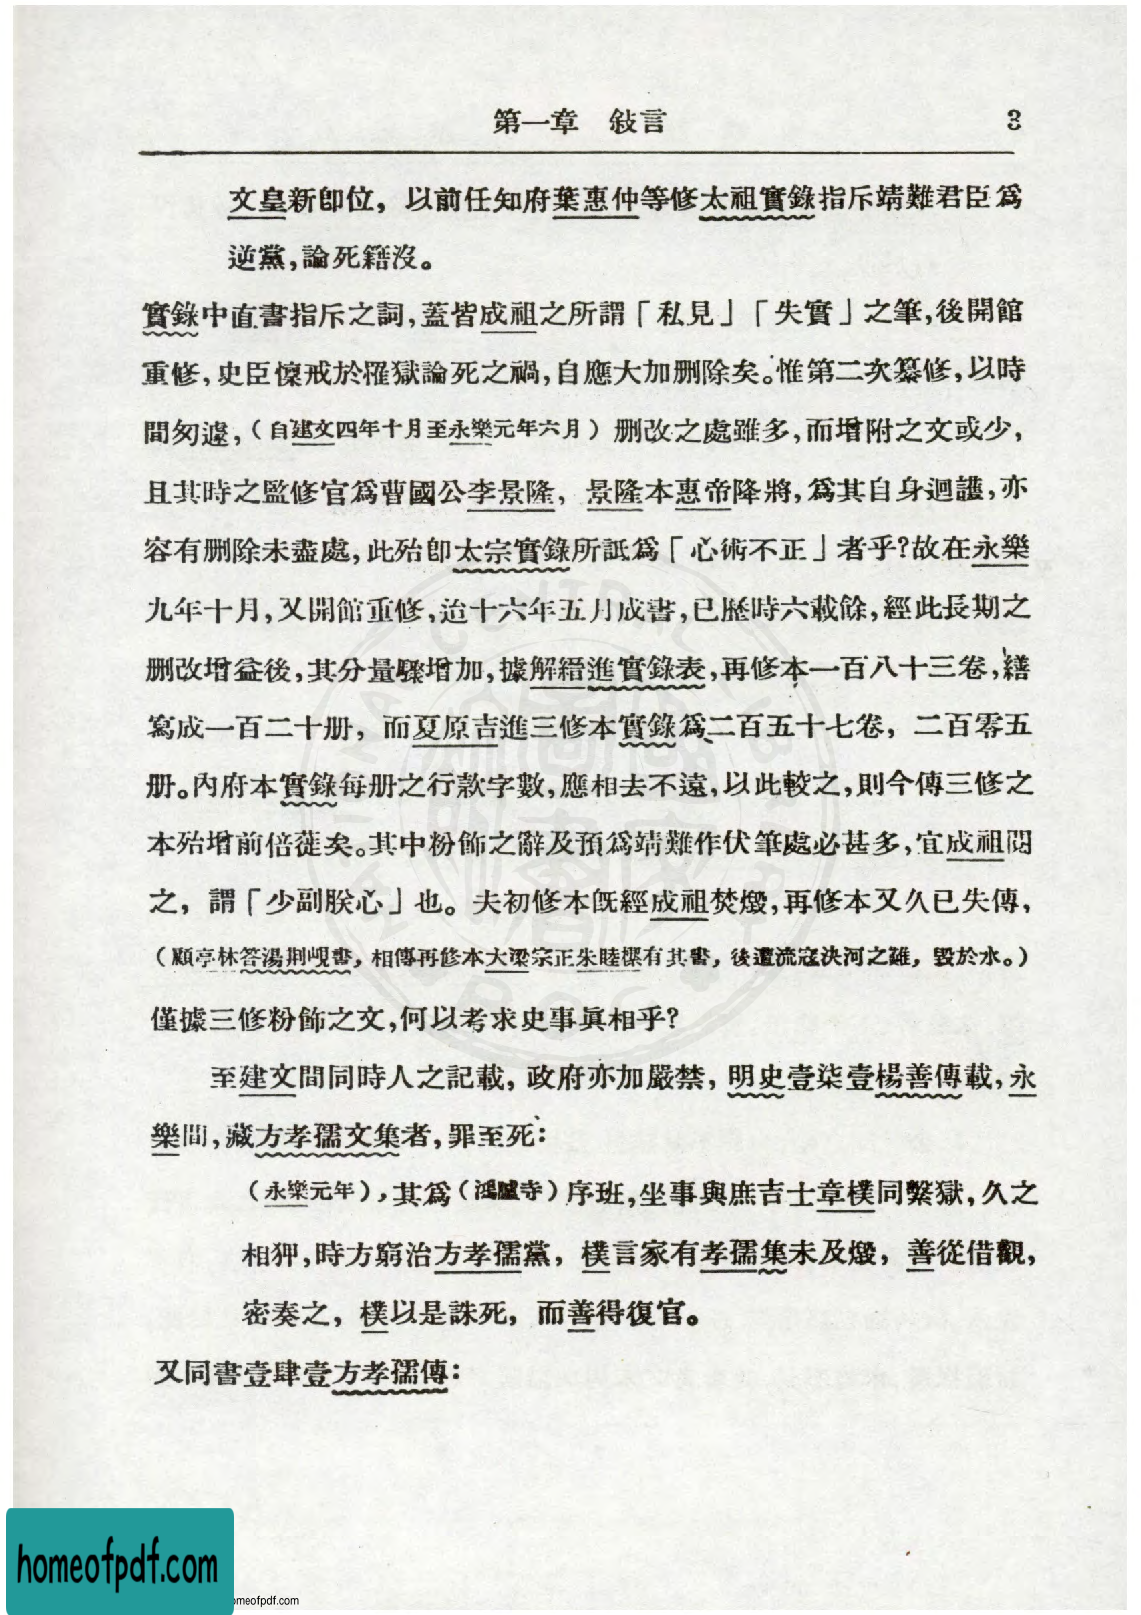 第一章　敍言　3
文皇新卽位，以前任知府葉惠仲等修太祖實錄指斥靖難君臣爲
逆黨，論死籍沒。
實錄中直書指斥之詞，蓋皆成祖之所謂「私見」「失實」之筆，後開館
重修，史臣懍戒於罹獄論死之禍，自應大加刪除矣。惟第二次纂修，以時
間匆遽，（自建文四年十月至永樂元年六月）刪改之處雖多，而增附之文或少，
且其時之監修官爲曹國公李景隆，景隆本惠帝降將，爲其自身迴護，亦
容有刪除未盡處，此殆卽太宗實錄所詆爲「心術不正」者乎？故在永樂
九年十月，又開館重修，迨十六年五月成書，已歷時六載餘，經此長期之
刪改增益後，其分量驟增加，據解縉進實錄表，再修本一百八十三卷，繕
寫成一百二十册，而夏原吉進三修本實錄爲二百五十七卷，二百零五
册。內府本實錄每册之行款字數，應相去不遠，以此較之，則今傳三修之
本殆增前倍蓰矣。其中粉飾之辭及預爲靖難作伏筆處必甚多，宜成祖閱
之，謂「少副朕心」也。夫初修本旣經成祖焚燬，再修本又久已失傳，
（顧亭林答湯荆峴書，相傳再修本大梁宗正朱睦㮮有其書，後遭流寇決河之難，毀於水。）
僅據三修粉飾之文，何以考求史事眞相乎？
至建文間同時人之記載，政府亦加嚴禁，明史壹柒壹楊善傳載，永
樂間，藏方孝孺文集者，罪至死：
（永樂元年），其爲（鴻臚寺）序班，坐事與庶吉士章樸同繫獄，久之
相狎，時方窮治方孝孺黨，樸言家有孝孺集未及燬，善從借觀，
密奏之，樸以是誅死，而善得復官。
又同書壹肆壹方孝孺傳：
homeofpdf.com
omeofpdf.com